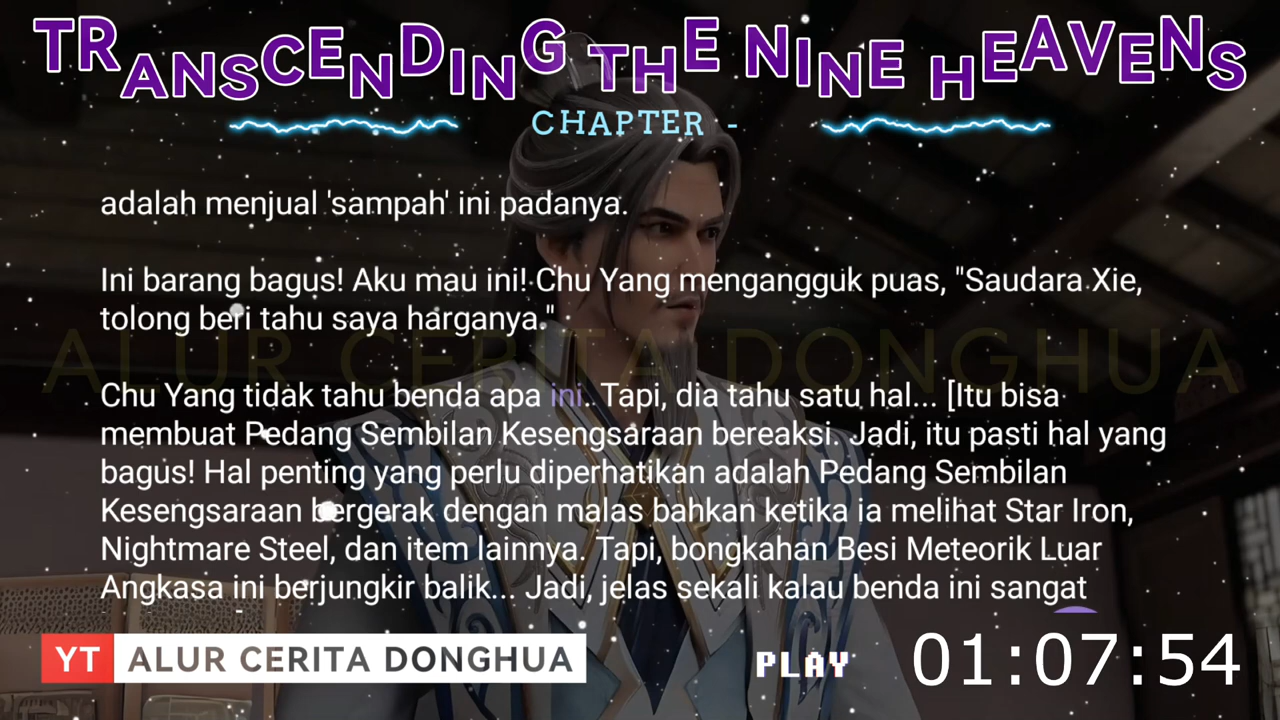 TRANSCENDING THE NINE HEAVENS
CHAPTER -
adalah menjual 'sampah' ini padanya.
Ini barang bagus! Aku mau ini! Chu Yang mengangguk puas, "Saudara Xie,
tolong beri tahu saya harganya."
ALUR CERITA DONGHUA
Chu Yang tidak tahu benda apa ini. Tapi, dia tahu satu hal... [Itu bisa
membuat Pedang Sembilan Kesengsaraan bereaksi. Jadi, itu pasti hal yang
bagus! Hal penting yang perlu diperhatikan adalah Pedang Sembilan
Kesengsaraan bergerak dengan malas bahkan ketika ia melihat Star Iron,
Nightmare Steel, dan item lainnya. Tapi, bongkahan Besi Meteorik Luar
Angkasa ini berjungkir balik... Jadi, jelas sekali kalau benda ini sangat
YT ALUR CERITA DONGHUA
PLAY
01:07:54